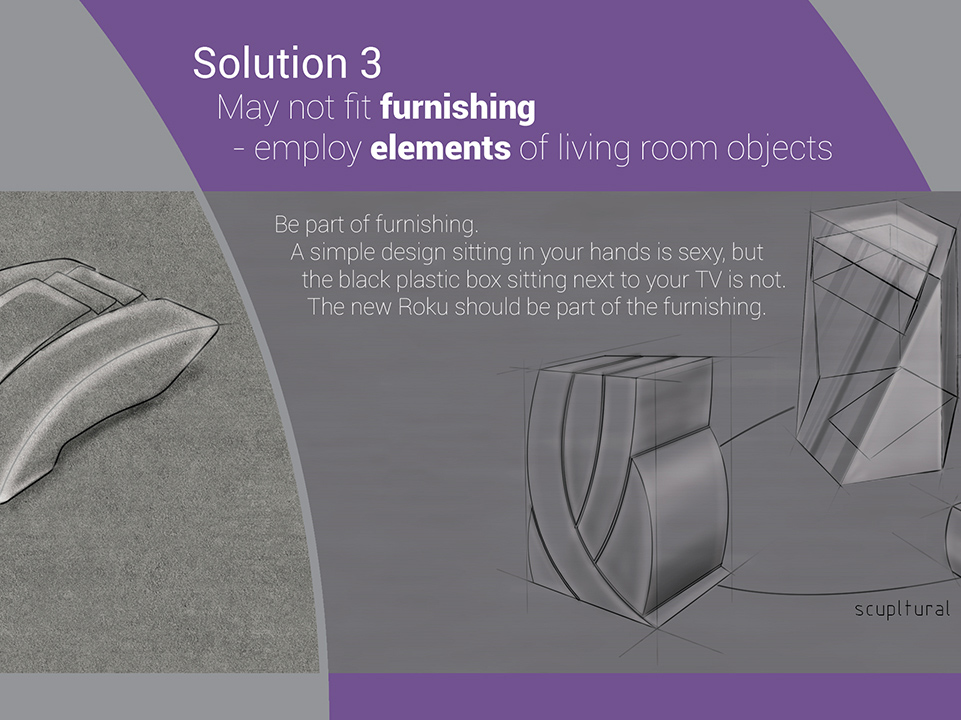 Solution 3
May not fit furnishing
- employ elements of living room objects
Be part of furnishing.
A simple design sitting in your hands is sexy, but
the black plastic box sitting next to your TV is not.
The new Roku should be part of the furnishing.
scupltural